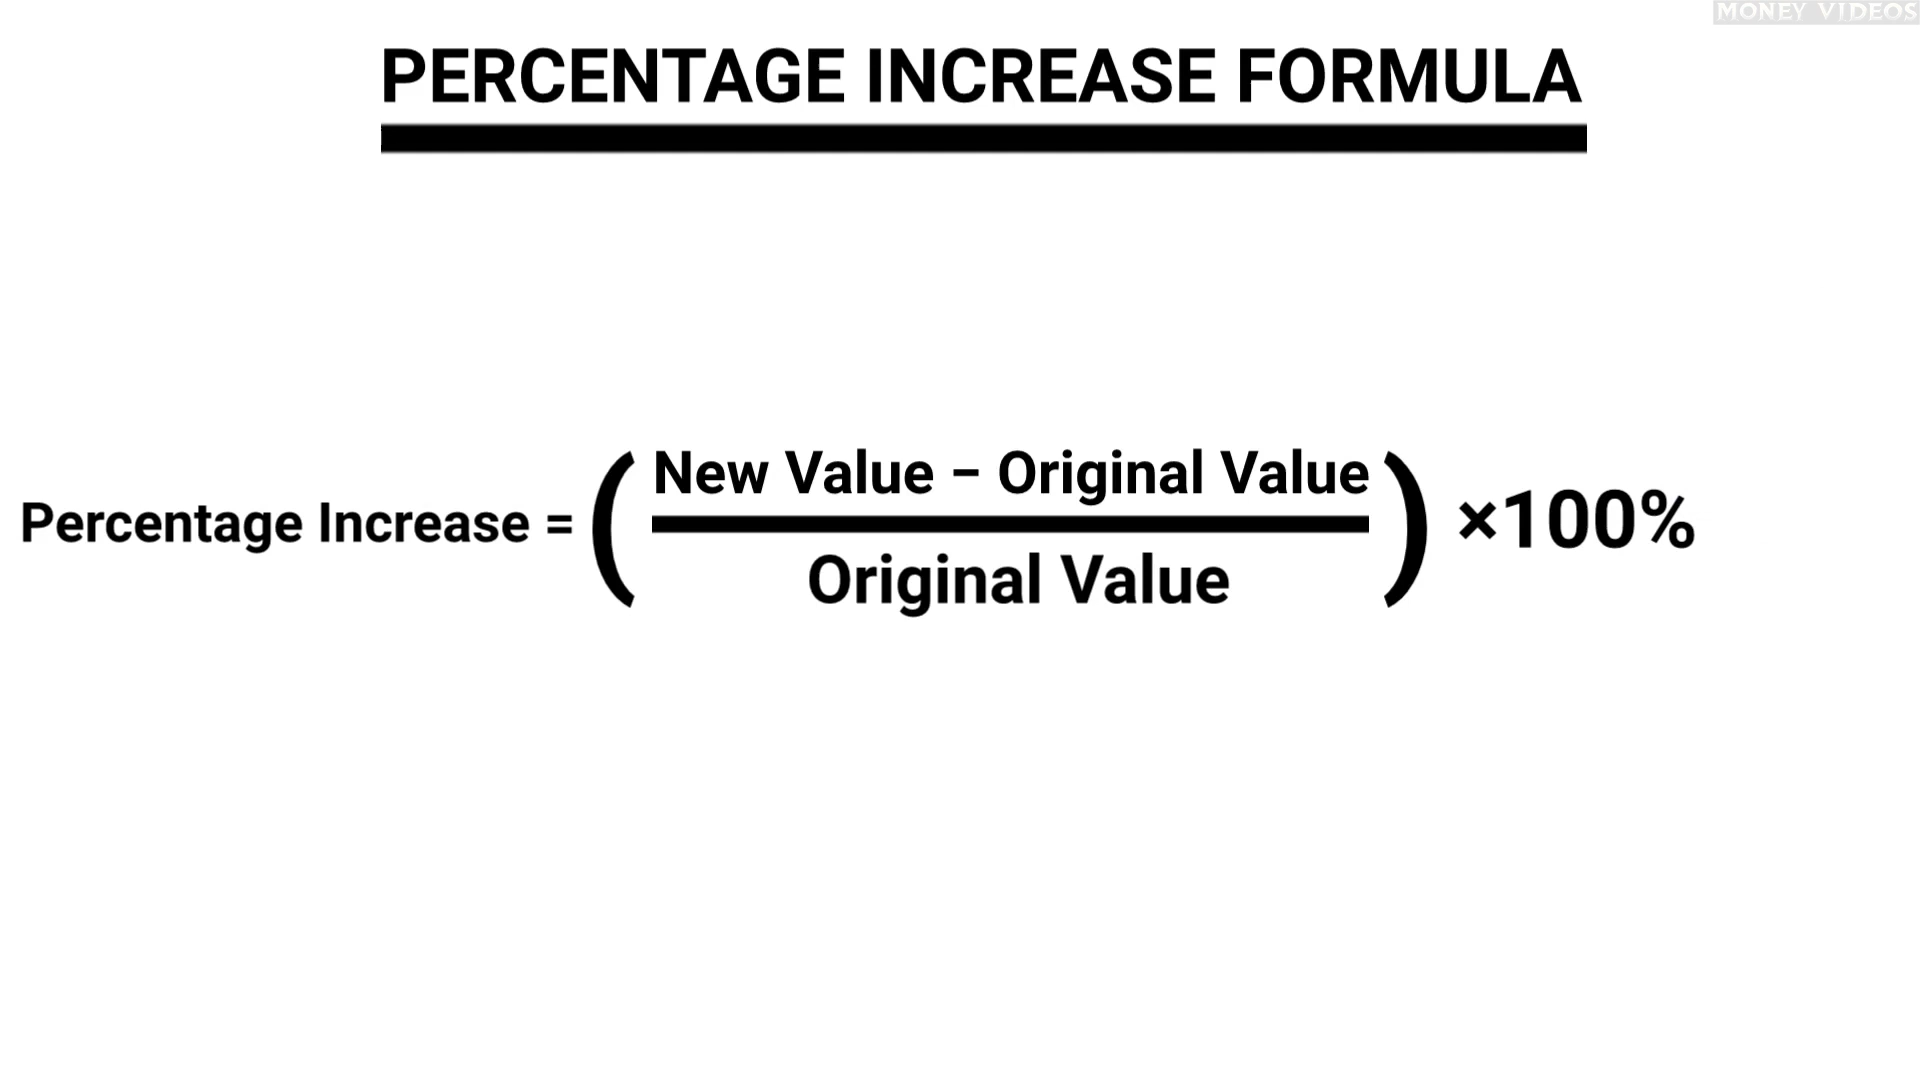 MONEY VIDEOS
PERCENTAGE INCREASE FORMULA
New Value − Original Value
Percentage Increase = ( ) ×100%
Original Value